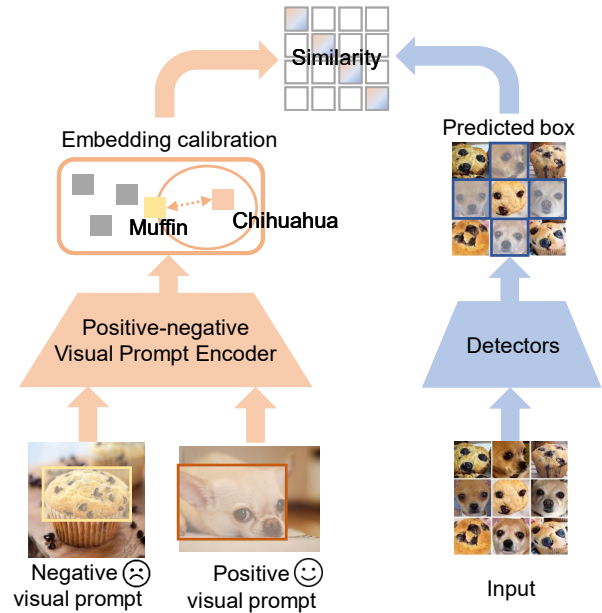 Similarity
Embedding calibration
Muffin
Chihuahua
Positive-negative
Visual Prompt Encoder
Negative
visual prompt
Positive
visual prompt
Predicted box
Detectors
Input